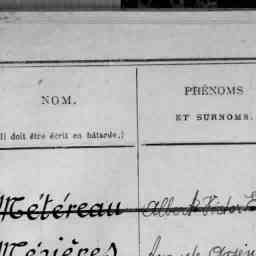 NOM.
Il doit être écrit en bâtarde.)
PRÉNOMS
ET SURNOMS.
Métereau Albert Victor
Mézières